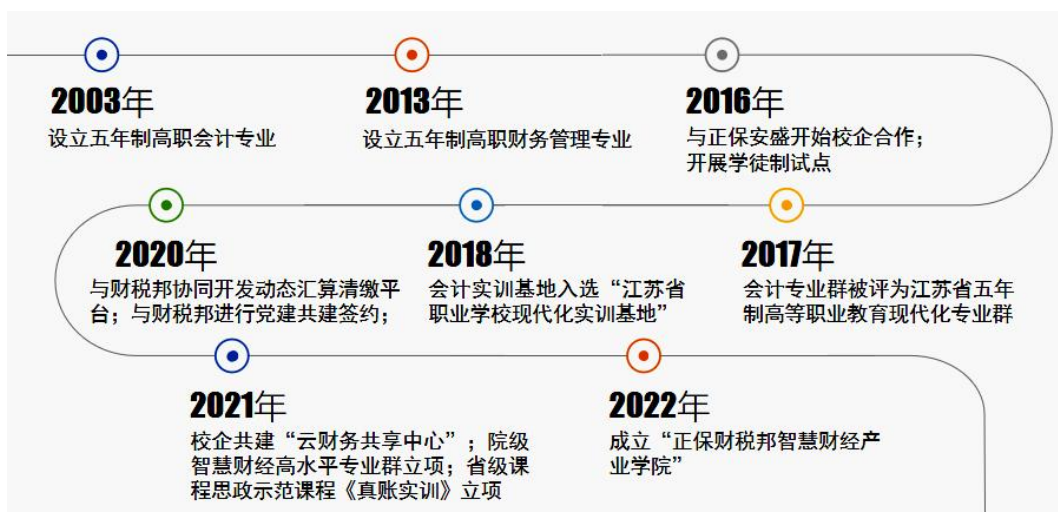 2003年
设立五年制高职会计专业
2013年
设立五年制高职财务管理专业
2016年
与正保安盛开始校企合作；
开展学徒制试点
2017年
会计专业群被评为江苏省五年
制高等职业教育现代化专业群
2018年
会计实训基地入选“江苏省
职业学校现代化实训基地”
2020年
与财税邦协同开发动态汇算清缴平
台；与财税邦进行党建共建签约；
2021年
校企共建“云财务共享中心”；院级
智慧财经高水平专业群立项；省级课
程思政示范课程《真账实训》立项
2022年
成立“正保财税邦智慧财经产
业学院”